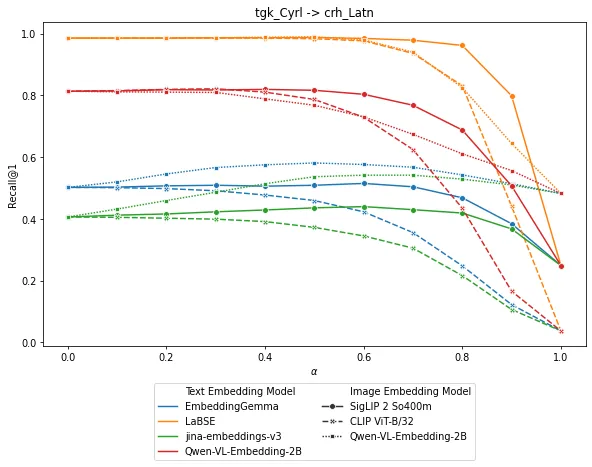 tgk_Cyrl -> crh_Latn
Recall@1
1.0
0.8
0.6
0.4
0.2
0.0
0.0 0.2 0.4 0.6 0.8 1.0
α
Text Embedding Model Image Embedding Model
EmbeddingGemma SigLIP 2 So400m
LaBSE CLIP ViT-B/32
jina-embeddings-v3 Qwen-VL-Embedding-2B
Qwen-VL-Embedding-2B